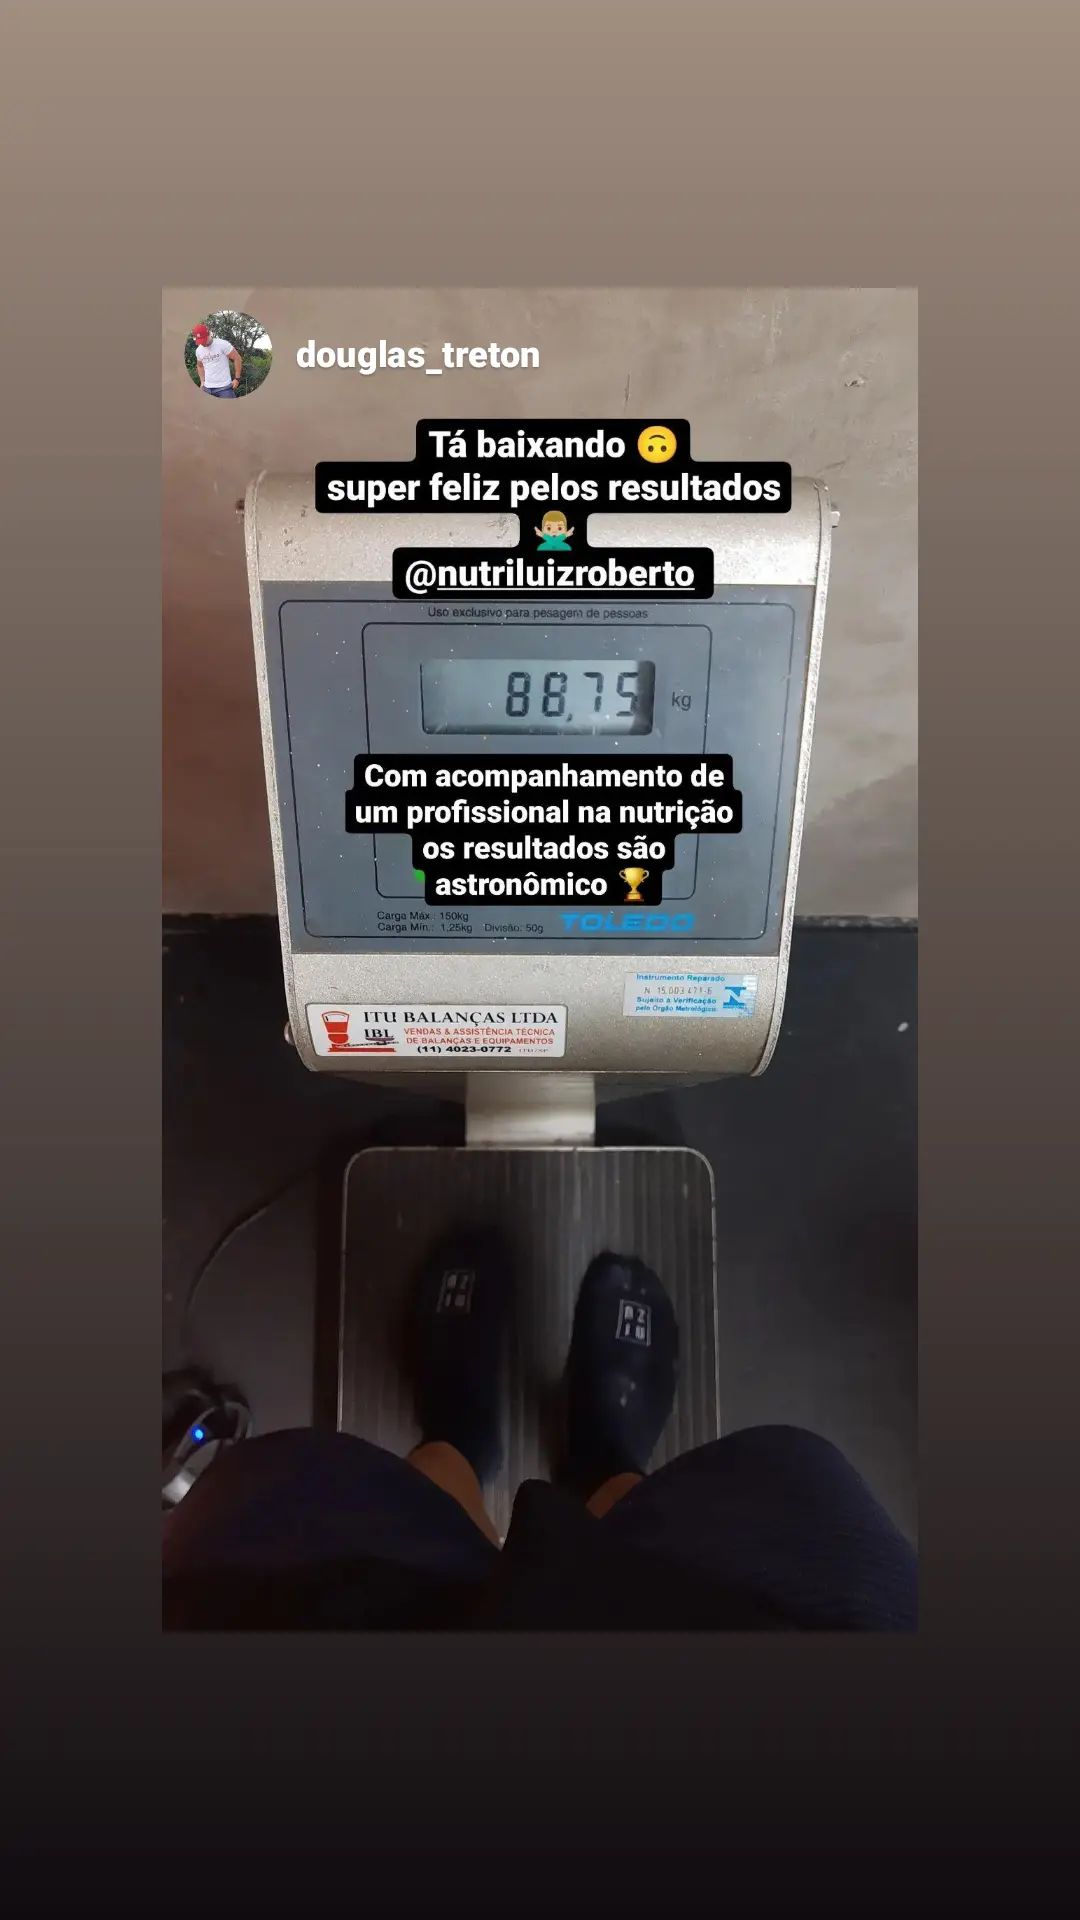 douglas_treton
Tá baixando 🙃
super feliz pelos resultados
🙅🏼‍♂️
@nutriluizroberto
Uso exclusivo para pesagem de pessoas
88,75 kg
Com acompanhamento de
um profissional na nutrição
os resultados são
astronômico 🏆
Carga Máx.: 150kg
Carga Mín.: 1,25kg Divisão: 50g
TOLEDO
Instrumento Reparado
N. 15.003.471-6
Sujeito a Verificação
pelo Órgão Metrológico
ITU BALANÇAS LTDA
IBL
VENDAS & ASSISTÊNCIA TÉCNICA
DE BALANÇAS E EQUIPAMENTOS
(11) 4023-0772 ITU/SP